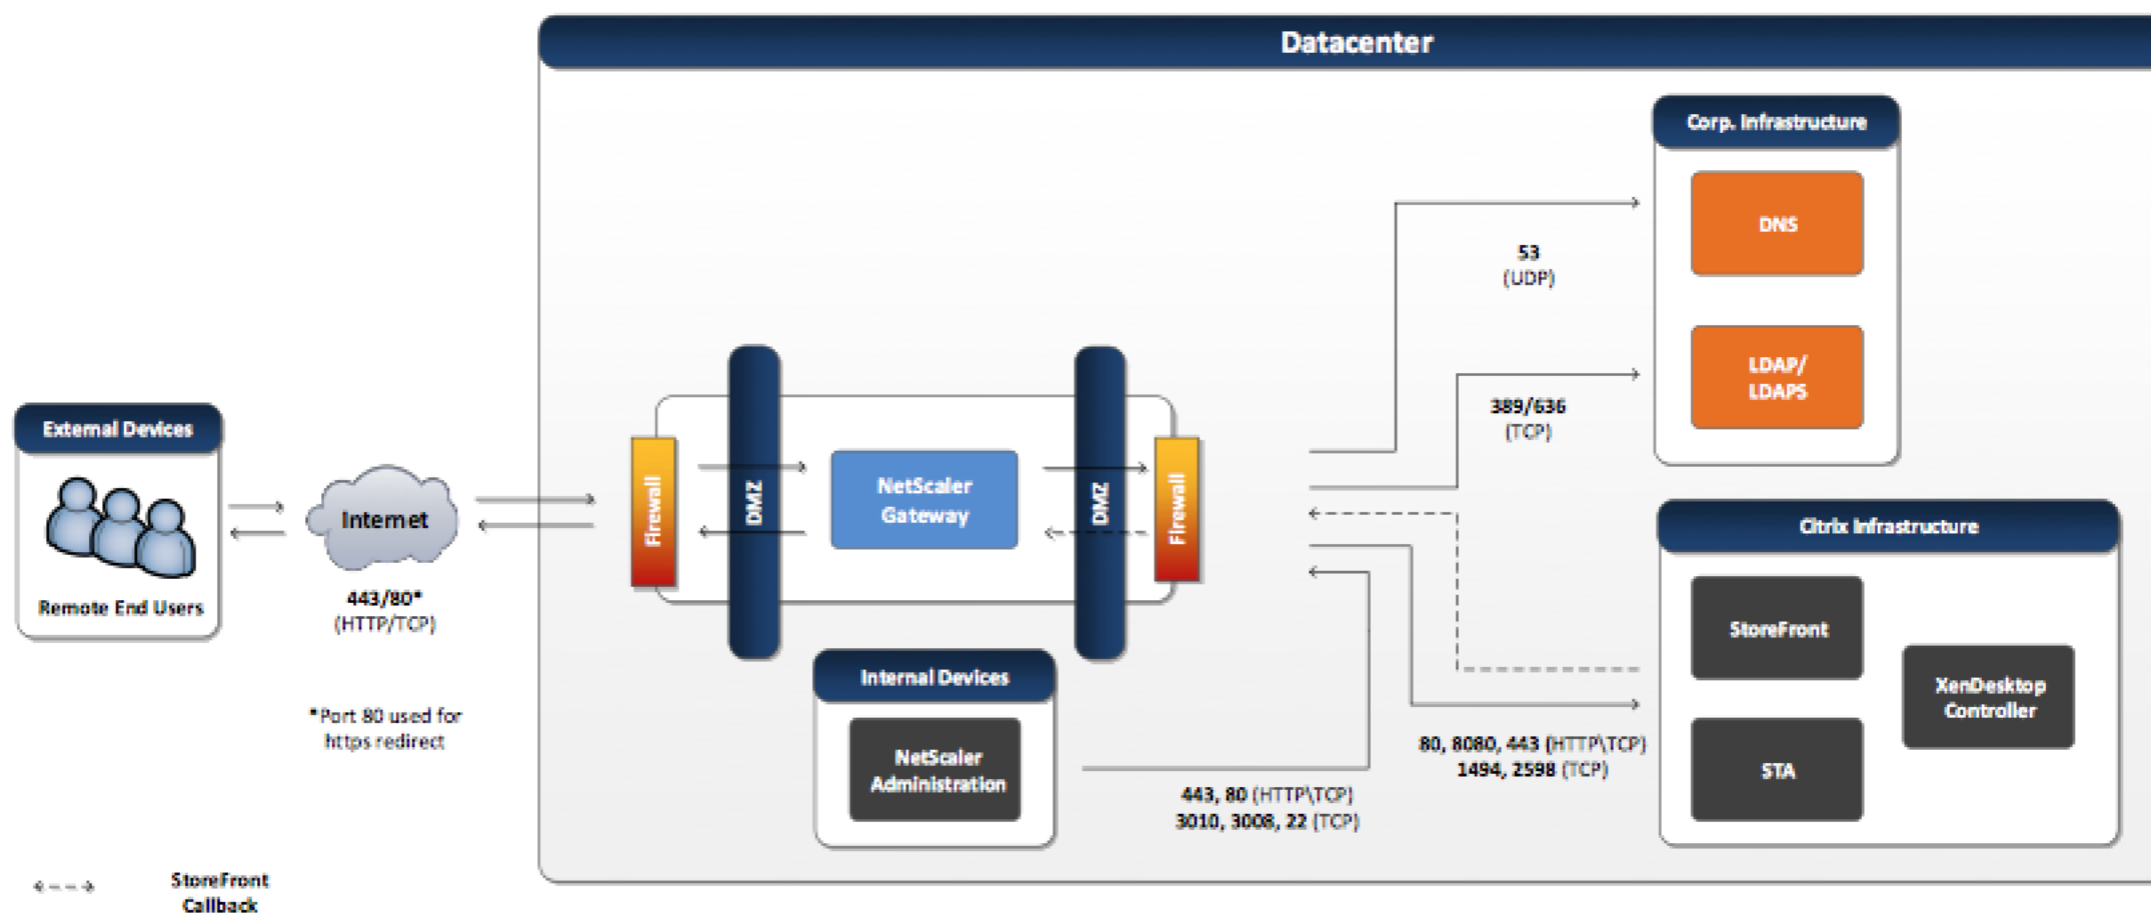 Datacenter
Corp. Infrastructure
DNS
53
(UDP)
LDAP/
LDAPS
389/636
(TCP)
External Devices
Remote End Users
Internet
443/80*
(HTTP/TCP)
*Port 80 used for
https redirect
Firewall
DMZ
NetScaler
Gateway
DMZ
Firewall
Citrix Infrastructure
StoreFront
XenDesktop
Controller
STA
80, 8080, 443 (HTTP\TCP)
1494, 2598 (TCP)
Internal Devices
NetScaler
Administration
443, 80 (HTTP\TCP)
3010, 3008, 22 (TCP)
StoreFront
Callback